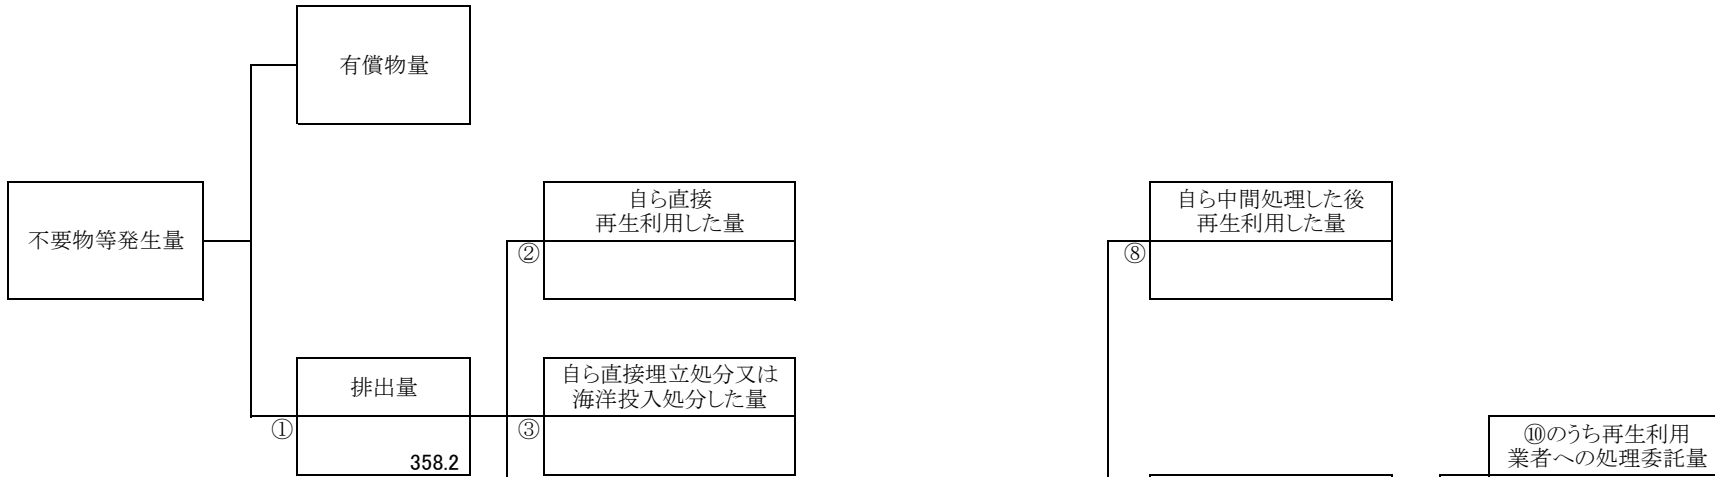 有償物量
不要物等発生量
自ら直接
再生利用した量
②
自ら中間処理した後
再生利用した量
⑧
排出量
①
358.2
自ら直接埋立処分又は
海洋投入処分した量
③
⑩のうち再生利用
業者への処理委託量